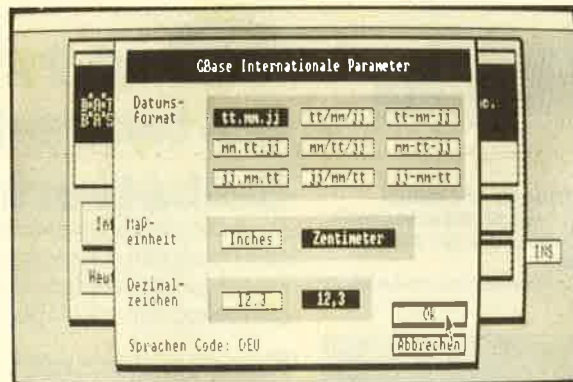 GBase Internationale Parameter
Datums-
format
tt.mm.jj tt/mm/jj tt-mm-jj
mm.tt.jj mm/tt/jj mm-tt-jj
jj.mm.tt jj/mm/tt jj-mm-tt
Maß-
einheit
Inches Zentimeter
INS
Dezimal-
zeichen
12.3 12,3
Ok
Sprachen Code: DEU
Abbrechen